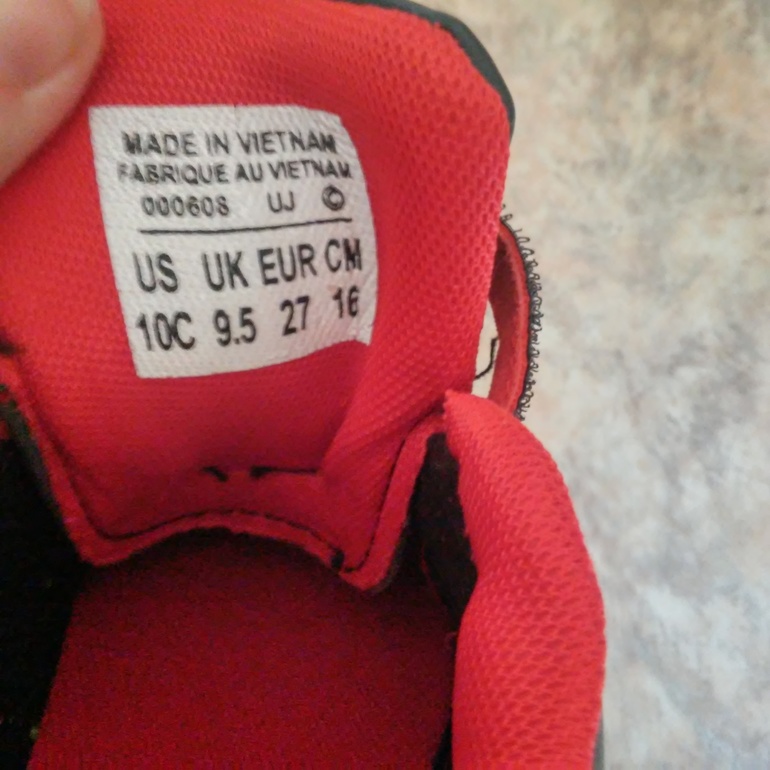 MADE IN VIETNAM
FABRIQUE AU VIETNAM
000608 UJ ©
US UK EUR CM
10C 9.5 27 16